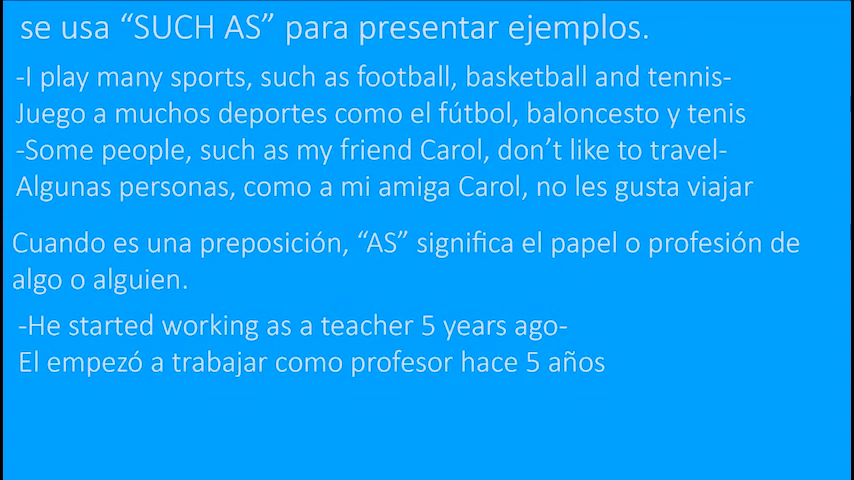 se usa “SUCH AS” para presentar ejemplos.
-I play many sports, such as football, basketball and tennis-
Juego a muchos deportes como el fútbol, baloncesto y tenis
-Some people, such as my friend Carol, don’t like to travel-
Algunas personas, como a mi amiga Carol, no les gusta viajar
Cuando es una preposición, “AS” significa el papel o profesión de
algo o alguien.
-He started working as a teacher 5 years ago-
El empezó a trabajar como profesor hace 5 años